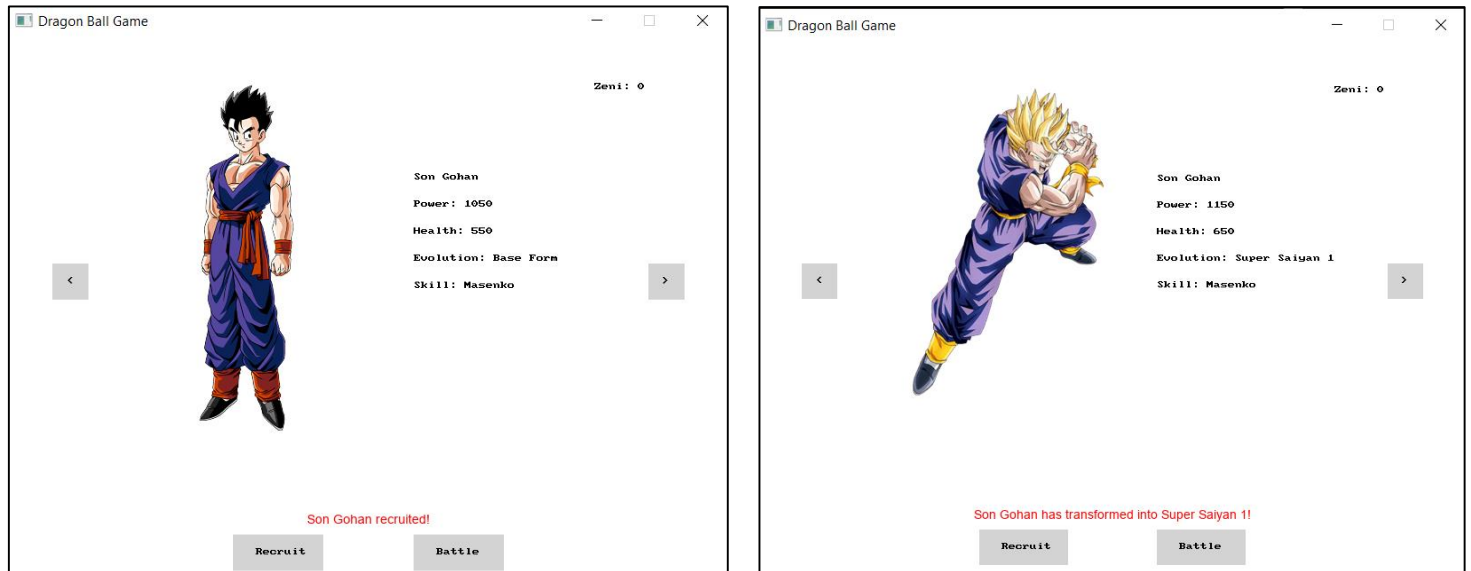 Dragon Ball Game
Zeni: 0
Son Gohan
Power: 1050
Health: 550
Evolution: Base Form
Skill: Masenko
<
>
Son Gohan recruited!
Recruit
Battle
Dragon Ball Game
Zeni: 0
Son Gohan
Power: 1150
Health: 650
Evolution: Super Saiyan 1
Skill: Masenko
<
>
Son Gohan has transformed into Super Saiyan 1!
Recruit
Battle